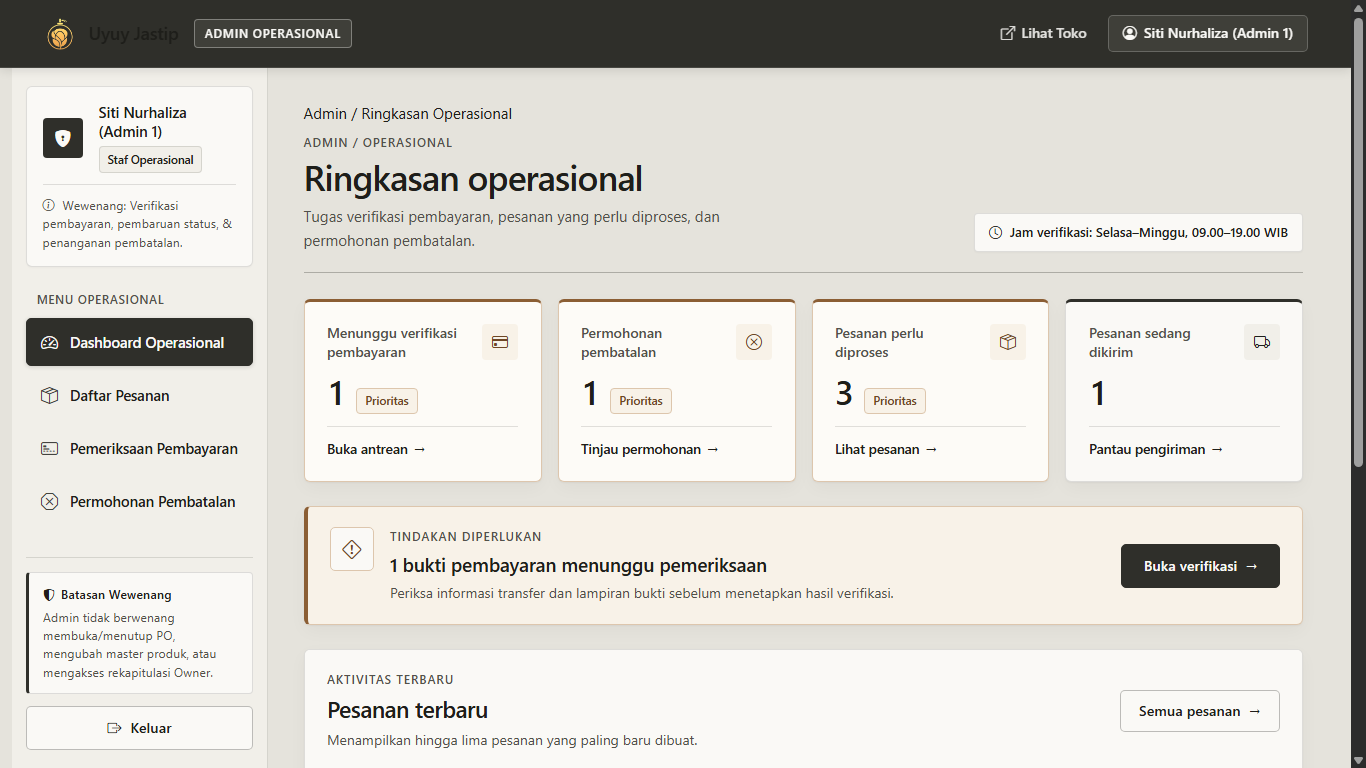 Uyuy Jastip
ADMIN OPERASIONAL
Lihat Toko
Siti Nurhaliza (Admin 1)
Siti Nurhaliza
(Admin 1)
Staf Operasional
Wewenang: Verifikasi
pembayaran, pembaruan status, &
penanganan pembatalan.
MENU OPERASIONAL
Dashboard Operasional
Daftar Pesanan
Pemeriksaan Pembayaran
Permohonan Pembatalan
Batasan Wewenang
Admin tidak berwenang
membuka/menutup PO,
mengubah master produk, atau
mengakses rekapitulasi Owner.
Keluar
Admin / Ringkasan Operasional
ADMIN / OPERASIONAL
Ringkasan operasional
Tugas verifikasi pembayaran, pesanan yang perlu diproses, dan
permohonan pembatalan.
Jam verifikasi: Selasa–Minggu, 09.00–19.00 WIB
Menunggu verifikasi
pembayaran
1 Prioritas
Buka antrean →
Permohonan
pembatalan
1 Prioritas
Tinjau permohonan →
Pesanan perlu
diproses
3 Prioritas
Lihat pesanan →
Pesanan sedang
dikirim
1
Pantau pengiriman →
TINDAKAN DIPERLUKAN
1 bukti pembayaran menunggu pemeriksaan
Periksa informasi transfer dan lampiran bukti sebelum menetapkan hasil verifikasi.
Buka verifikasi →
AKTIVITAS TERBARU
Pesanan terbaru
Menampilkan hingga lima pesanan yang paling baru dibuat.
Semua pesanan →